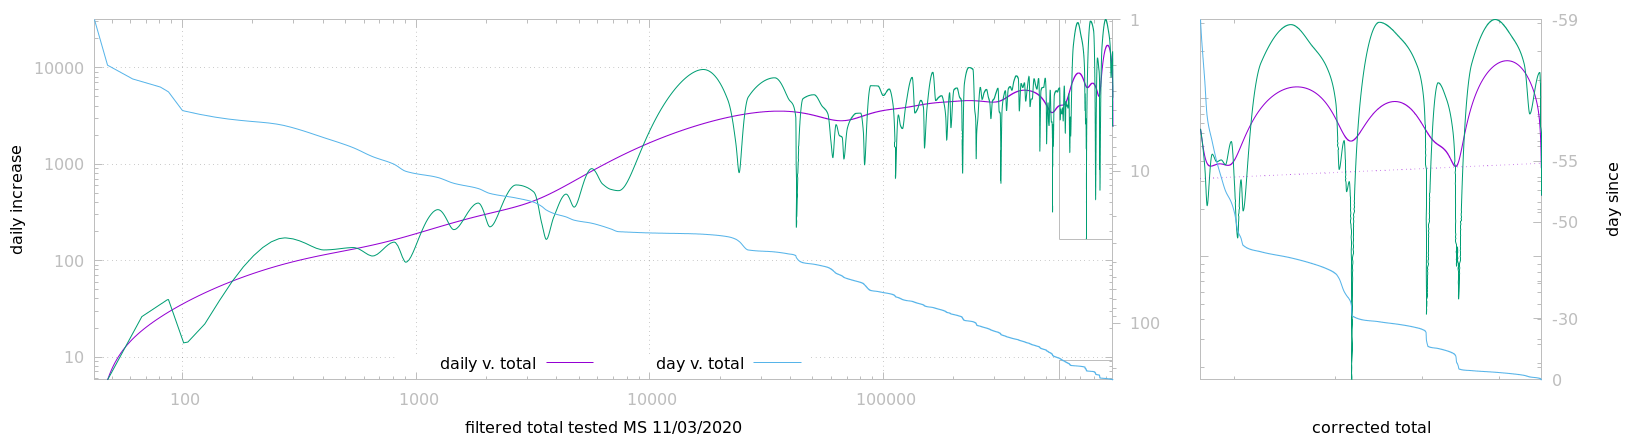 10000
1000
100
10
daily increase
daily v. total
day v. total
100
1000
10000
100000
filtered total tested MS 11/03/2020
1
10
100
-59
-55
-50
-30
0
day since
corrected total